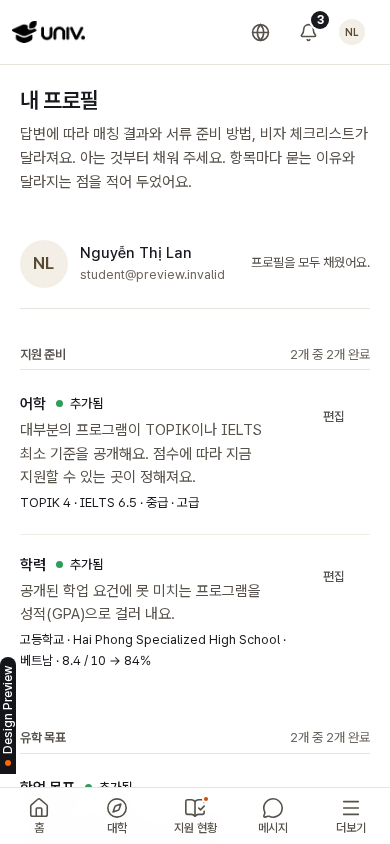 UNIV.
3
NL
내 프로필
답변에 따라 매칭 결과와 서류 준비 방법, 비자 체크리스트가
달라져요. 아는 것부터 채워 주세요. 항목마다 묻는 이유와
달라지는 점을 적어 두었어요.
NL
Nguyễn Thị Lan
student@preview.invalid
프로필을 모두 채웠어요.
지원 준비
2개 중 2개 완료
어학 추가됨
편집
대부분의 프로그램이 TOPIK이나 IELTS
최소 기준을 공개해요. 점수에 따라 지금
지원할 수 있는 곳이 정해져요.
TOPIK 4 · IELTS 6.5 · 중급 · 고급
학력 추가됨
편집
공개된 학업 요건에 못 미치는 프로그램을
성적(GPA)으로 걸러 내요.
고등학교 · Hai Phong Specialized High School ·
베트남 · 8.4 / 10 → 84%
Design Preview
유학 목표
2개 중 2개 완료
학업 목표 추가됨
홈
대학
지원 현황
메시지
더보기